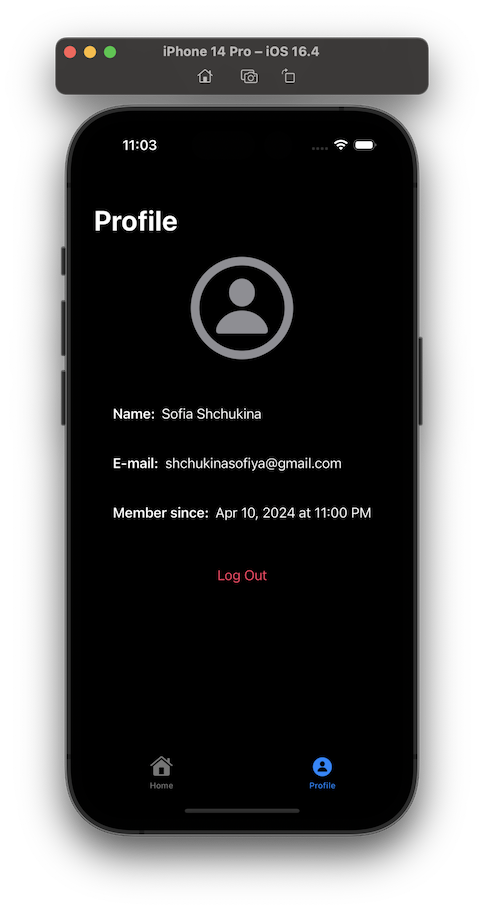 iPhone 14 Pro – iOS 16.4
11:03
Profile
Name: Sofia Shchukina
E-mail: shchukinasofiya@gmail.com
Member since: Apr 10, 2024 at 11:00 PM
Log Out
Home Profile